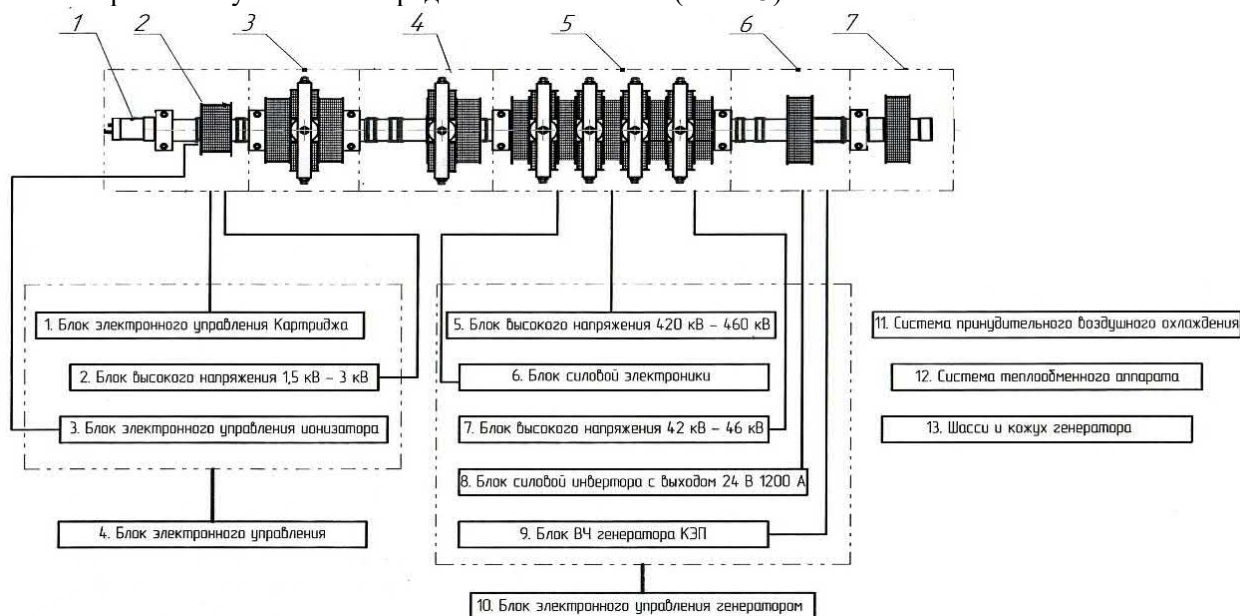 1
2
3
4
5
6
7
1. Блок электронного управления Картриджа
2. Блок высокого напряжения 1,5 кВ – 3 кВ
3. Блок электронного управления ионизатора
4. Блок электронного управления
5. Блок высокого напряжения 420 кВ – 460 кВ
6. Блок силовой электроники
7. Блок высокого напряжения 42 кВ – 46 кВ
8. Блок силовой инвертора с выходом 24 В 1200 А
9. Блок ВЧ генератора КЭП
10. Блок электронного управления генератором
11. Система принудительного воздушного охлаждения
12. Система теплообменного аппарата
13. Шасси и кожух генератора